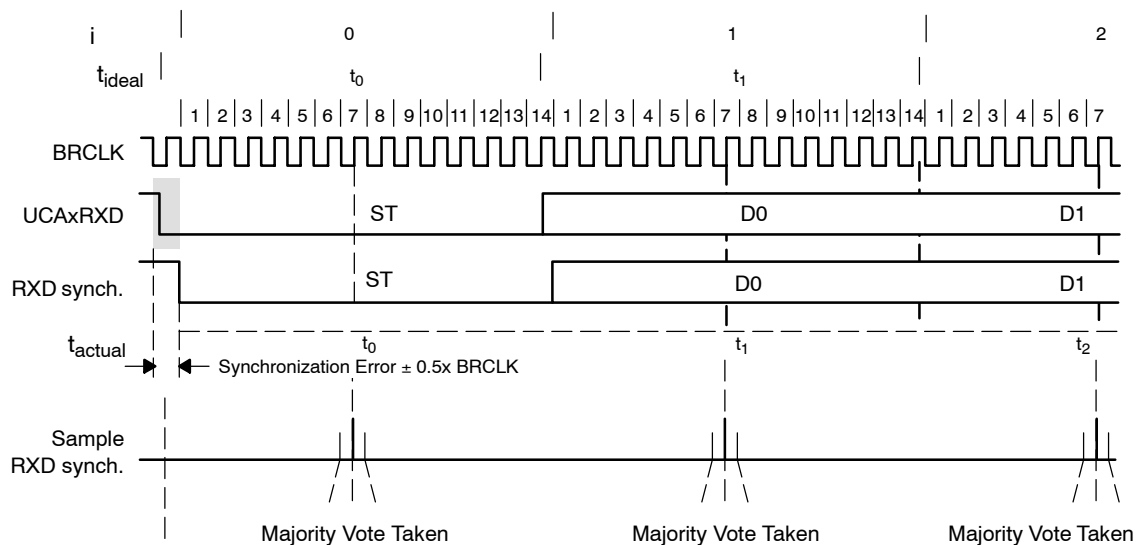 i 0 1 2
tideal t0 t1
1 2 3 4 5 6 7 8 9 10 11 12 13 14 1 2 3 4 5 6 7 8 9 10 11 12 13 14 1 2 3 4 5 6 7
BRCLK
UCAxRXD ST D0 D1
RXD synch. ST D0 D1
tactual t0 t1 t2
Synchronization Error ± 0.5x BRCLK
Sample
RXD synch.
Majority Vote Taken Majority Vote Taken Majority Vote Taken